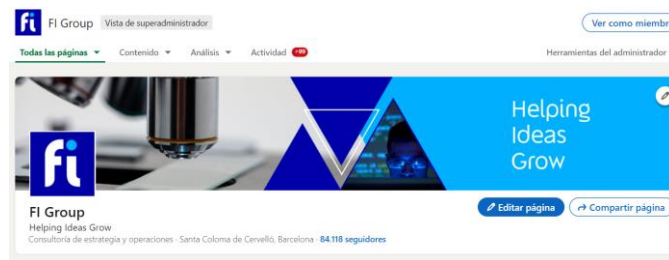 fi FI Group Vista de superadministrador Ver como miembr
Todas las páginas Contenido Análisis Actividad +99 Herramientas del administrador
Helping
Ideas
Grow
fi
FI Group
Editar página Compartir página
Helping Ideas Grow
Consultoría de estrategia y operaciones · Santa Coloma de Cervelló, Barcelona · 84.118 seguidores